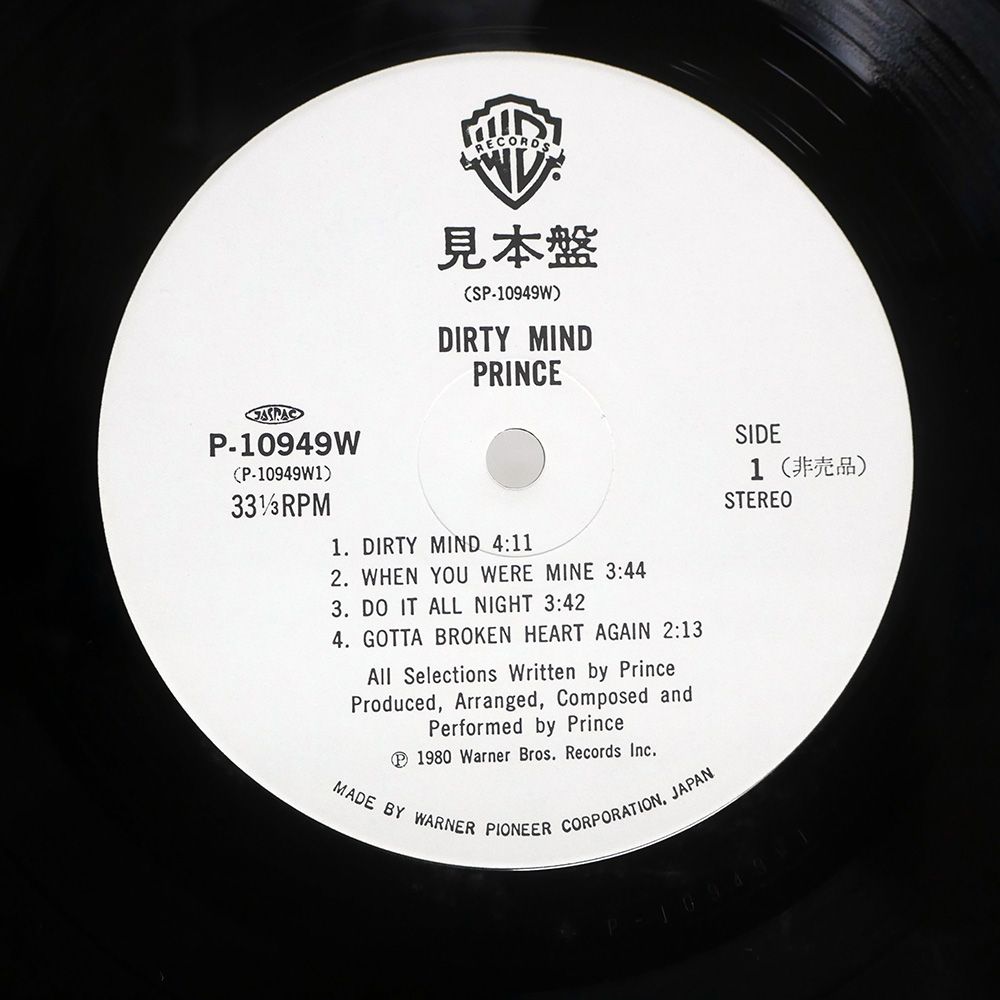 WB
RECORDS
®
見本盤
(SP-10949W)
DIRTY MIND
PRINCE
JASRAC
P-10949W
(P-10949W1)
33⅓RPM
SIDE
1 (非売品)
STEREO
1. DIRTY MIND 4:11
2. WHEN YOU WERE MINE 3:44
3. DO IT ALL NIGHT 3:42
4. GOTTA BROKEN HEART AGAIN 2:13
All Selections Written by Prince
Produced, Arranged, Composed and
Performed by Prince
Ⓟ 1980 Warner Bros. Records Inc.
MADE BY WARNER PIONEER CORPORATION, JAPAN